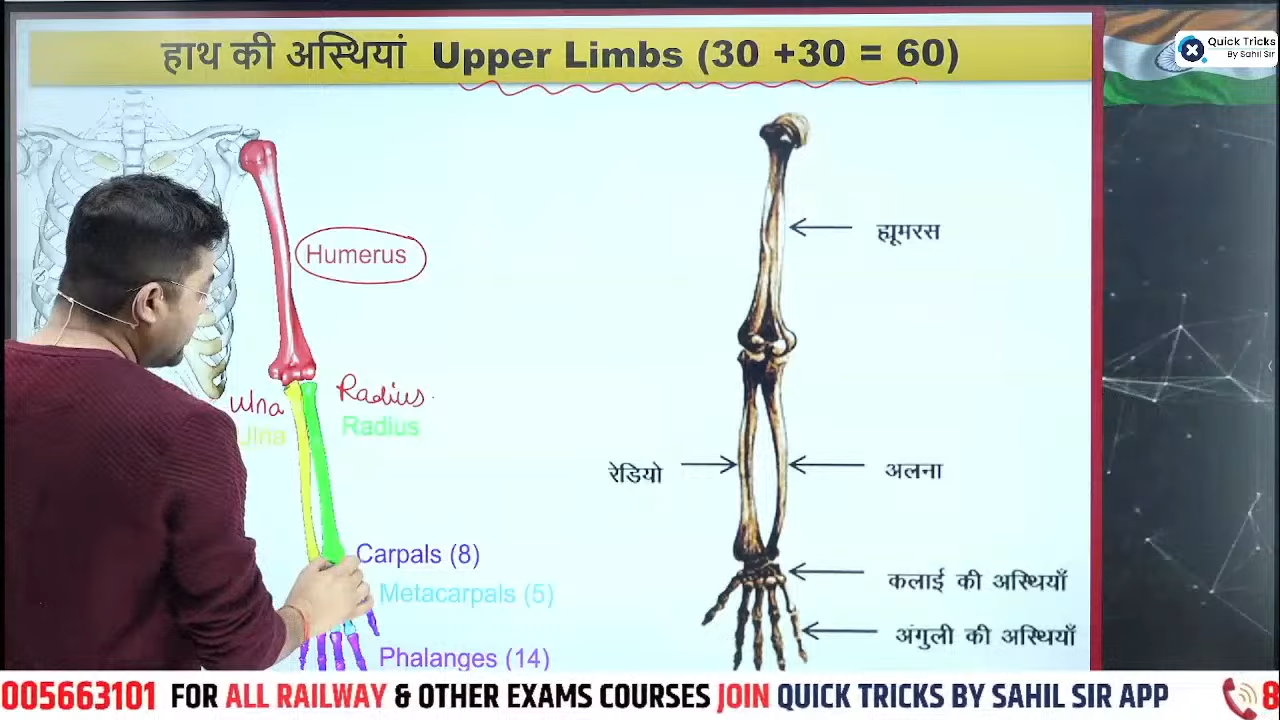 हाथ की अस्थियां Upper Limbs (30 +30 = 60)
Quick Tricks
By Sahil Sir
Humerus
ह्यूमरस
Ulna
Radius.
Ulna
Radius
रेडियो
अलना
Carpals (8)
कलाई की अस्थियाँ
Metacarpals (5)
अंगुली की अस्थियाँ
Phalanges (14)
005663101 FOR ALL RAILWAY & OTHER EXAMS COURSES JOIN QUICK TRICKS BY SAHIL SIR APP 8